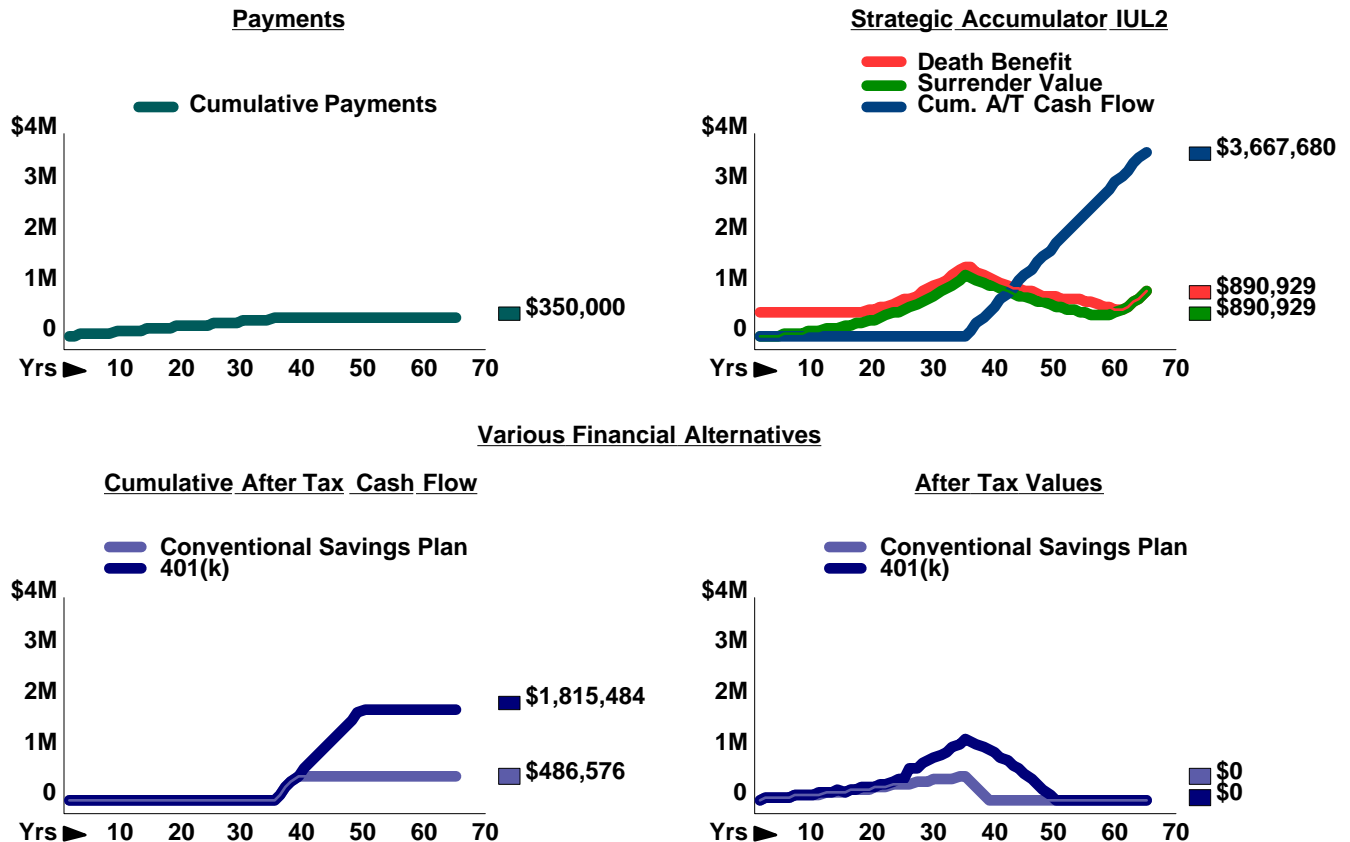 Payments
Cumulative Payments
$4M
3M
2M
1M
0
$350,000
Yrs 10 20 30 40 50 60 70
Strategic Accumulator IUL2
Death Benefit
Surrender Value
Cum. A/T Cash Flow
$4M
3M
2M
1M
0
$3,667,680
$890,929
$890,929
Yrs 10 20 30 40 50 60 70
Various Financial Alternatives
Cumulative After Tax Cash Flow
Conventional Savings Plan
401(k)
$4M
3M
2M
1M
0
$1,815,484
$486,576
Yrs 10 20 30 40 50 60 70
After Tax Values
Conventional Savings Plan
401(k)
$4M
3M
2M
1M
0
$0
$0
Yrs 10 20 30 40 50 60 70